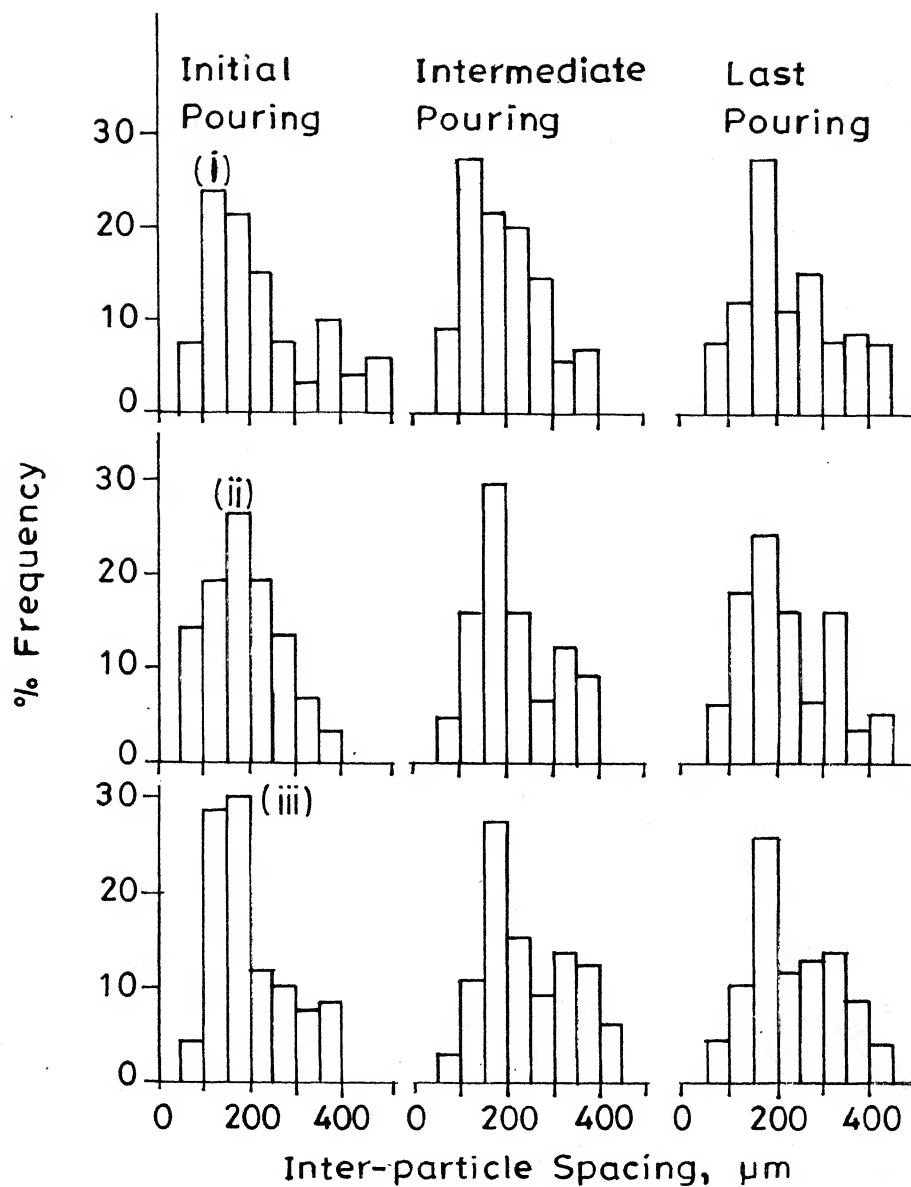 Initial
Pouring
Intermediate
Pouring
Last
Pouring
30
(i)
20
10
0
% Frequency
30
(ii)
20
10
0
30
(iii)
20
10
0
0 200 400 0 200 400 0 200 400
Inter-particle Spacing, μm